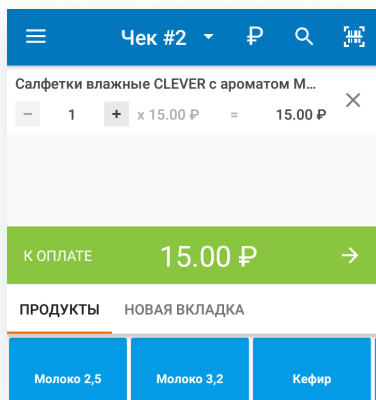 Чек #2 ₽
Салфетки влажные CLEVER с ароматом М...
− 1 + x 15.00 ₽ = 15.00 ₽
К ОПЛАТЕ 15.00 ₽
ПРОДУКТЫ НОВАЯ ВКЛАДКА
Молоко 2,5 Молоко 3,2 Кефир